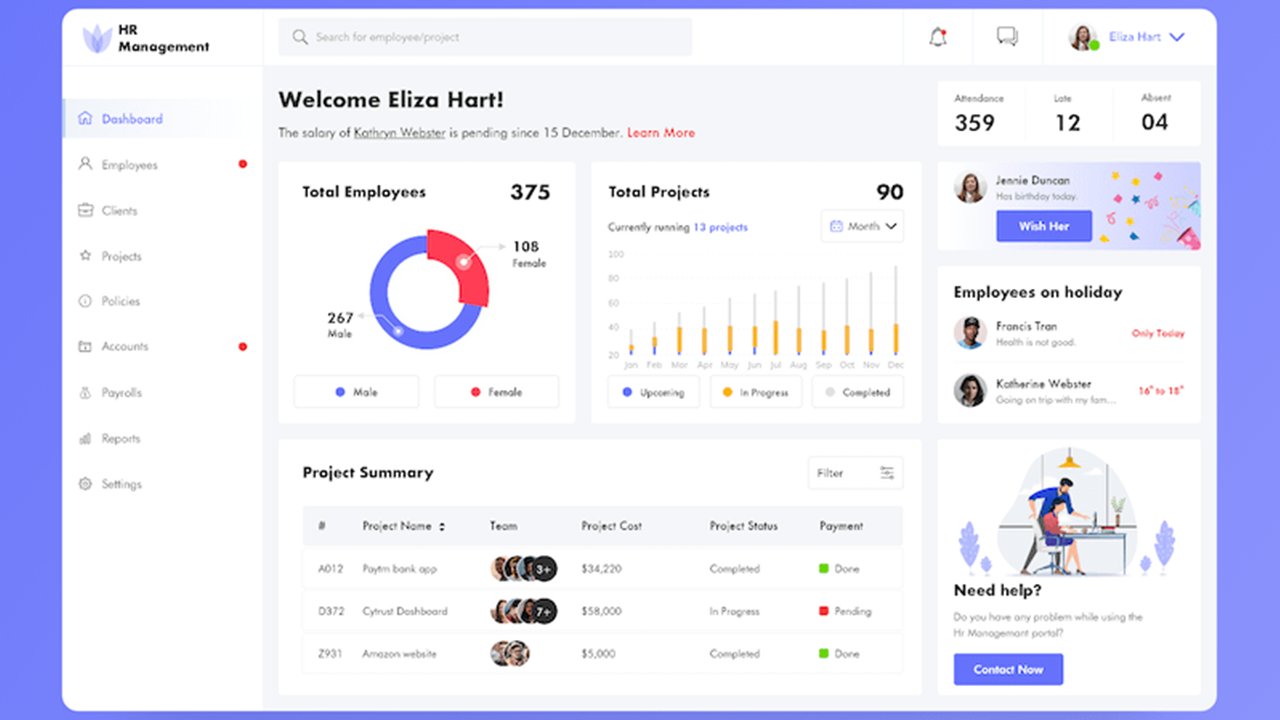 HR
Management
Search for employee/project
Eliza Hart
Dashboard
Employees
Clients
Projects
Policies
Accounts
Payrolls
Reports
Settings
Welcome Eliza Hart!
The salary of Kathryn Webster is pending since 15 December. Learn More
Attendance Late Absent
359 12 04
Total Employees 375
108
Female
267
Male
Male Female
Total Projects 90
Currently running 13 projects
Month
100
80
60
40
20
Jan Feb Mar Apr May Jun Jul Aug Sep Oct Nov Dec
Upcoming In Progress Completed
Jennie Duncan
Has birthday today.
Wish Her
Employees on holiday
Francis Tran
Health is not good.
Only Today
Katherine Webster
Going on trip with my fam...
16" to 18"
Project Summary
Filter
# Project Name Team Project Cost Project Status Payment
A012 Paytm bank app 3+ $34,220 Completed Done
D372 Cytrust Dashboard 7+ $58,000 In Progress Pending
Z931 Amazon website $5,000 Completed Done
Need help?
Do you have any problem while using the
Hr Managemant portal?
Contact Now